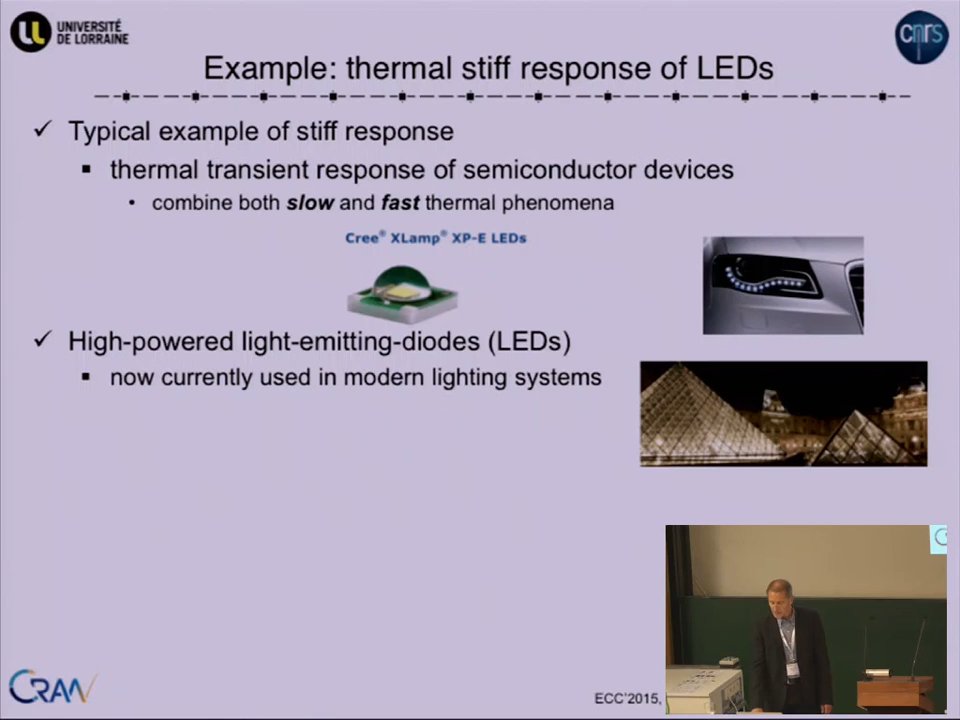 UNIVERSITÉ
DE LORRAINE
cnrs
Example: thermal stiff response of LEDs
✓ Typical example of stiff response
▪ thermal transient response of semiconductor devices
• combine both slow and fast thermal phenomena
Cree® XLamp® XP-E LEDs
✓ High-powered light-emitting-diodes (LEDs)
▪ now currently used in modern lighting systems
CRAN
ECC'2015,